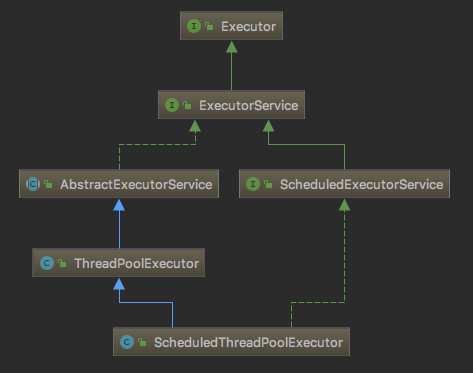 I Executor
I ExecutorService
C AbstractExecutorService
I ScheduledExecutorService
C ThreadPoolExecutor
C ScheduledThreadPoolExecutor